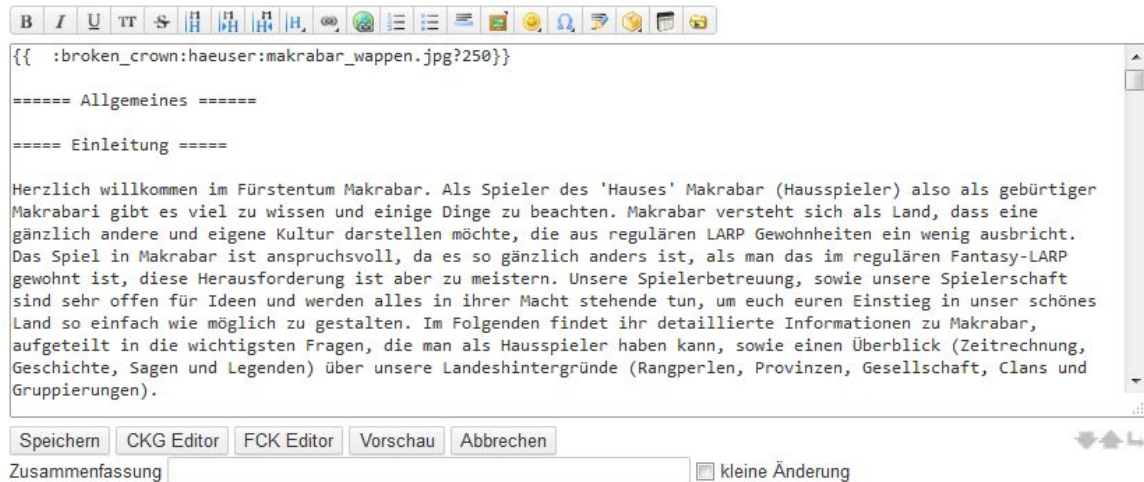 B I U TT S H H H H, Ω
{{  :broken_crown:haeuser:makrabar_wappen.jpg?250}}
====== Allgemeines ======
===== Einleitung =====
Herzlich willkommen im Fürstentum Makrabar. Als Spieler des 'Hauses' Makrabar (Hausspieler) also als gebürtiger
Makrabari gibt es viel zu wissen und einige Dinge zu beachten. Makrabar versteht sich als Land, dass eine
gänzlich andere und eigene Kultur darstellen möchte, die aus regulären LARP Gewohnheiten ein wenig ausbricht.
Das Spiel in Makrabar ist anspruchsvoll, da es so gänzlich anders ist, als man das im regulären Fantasy-LARP
gewohnt ist, diese Herausforderung ist aber zu meistern. Unsere Spielerbetreuung, sowie unsere Spielerschaft
sind sehr offen für Ideen und werden alles in ihrer Macht stehende tun, um euch euren Einstieg in unser schönes
Land so einfach wie möglich zu gestalten. Im Folgenden findet ihr detaillierte Informationen zu Makrabar,
aufgeteilt in die wichtigsten Fragen, die man als Hausspieler haben kann, sowie einen Überblick (Zeitrechnung,
Geschichte, Sagen und Legenden) über unsere Landeshintergründe (Rangperlen, Provinzen, Gesellschaft, Clans und
Gruppierungen).
Speichern CKG Editor FCK Editor Vorschau Abbrechen
Zusammenfassung kleine Änderung